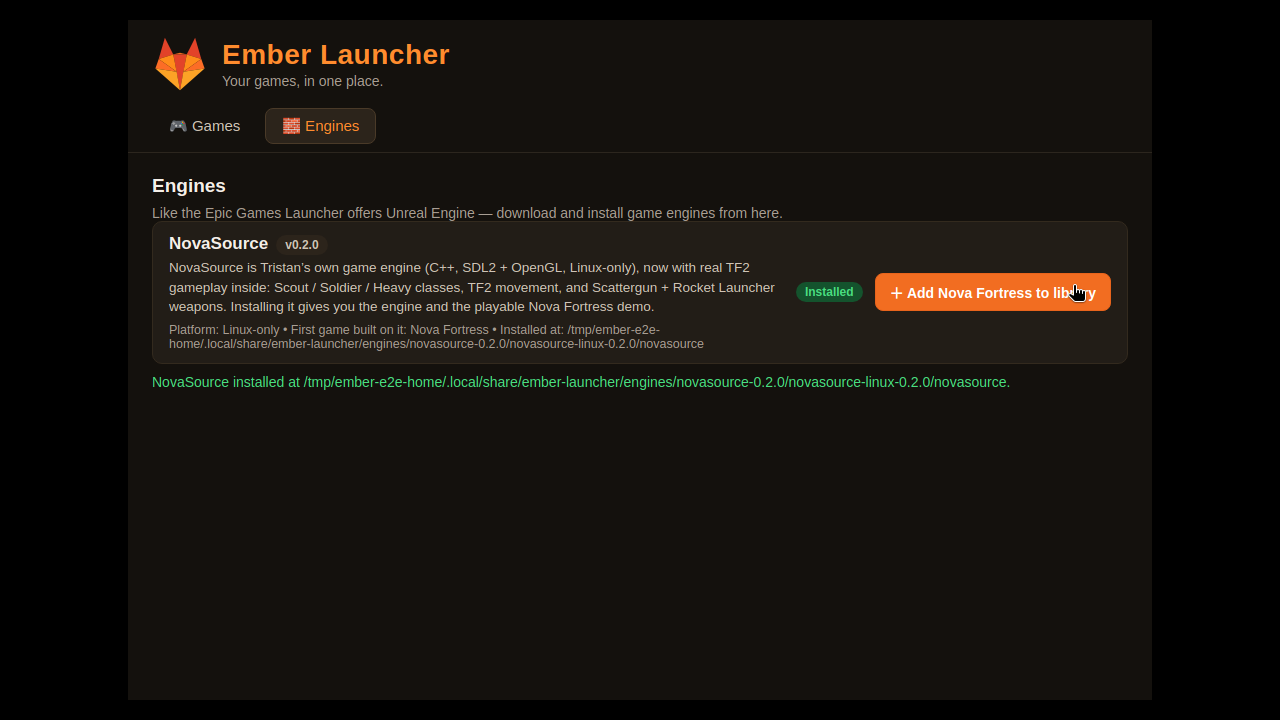 Ember Launcher
Your games, in one place.
🎮 Games
🧱 Engines
Engines
Like the Epic Games Launcher offers Unreal Engine — download and install game engines from here.
NovaSource v0.2.0
NovaSource is Tristan's own game engine (C++, SDL2 + OpenGL, Linux-only), now with real TF2
gameplay inside: Scout / Soldier / Heavy classes, TF2 movement, and Scattergun + Rocket Launcher
weapons. Installing it gives you the engine and the playable Nova Fortress demo.
Platform: Linux-only • First game built on it: Nova Fortress • Installed at: /tmp/ember-e2e-
home/.local/share/ember-launcher/engines/novasource-0.2.0/novasource-linux-0.2.0/novasource
Installed
+ Add Nova Fortress to library
NovaSource installed at /tmp/ember-e2e-home/.local/share/ember-launcher/engines/novasource-0.2.0/novasource-linux-0.2.0/novasource.